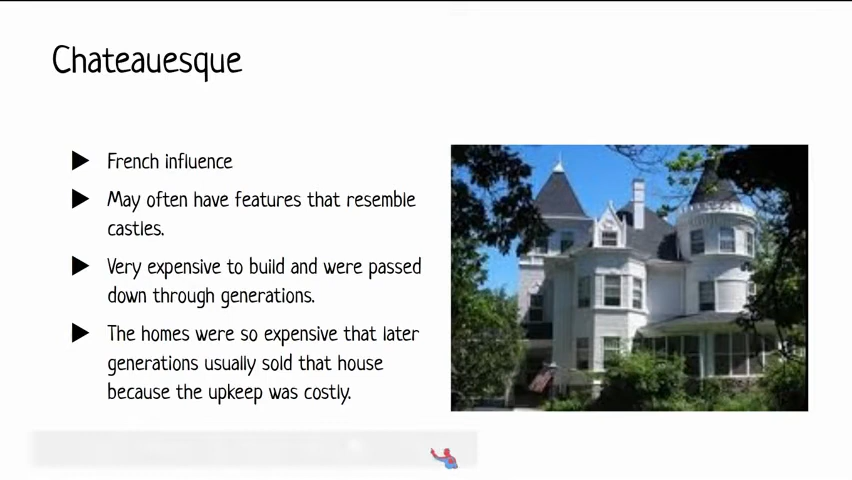 Chateauesque
French influence
May often have features that resemble
castles.
Very expensive to build and were passed
down through generations.
The homes were so expensive that later
generations usually sold that house
because the upkeep was costly.